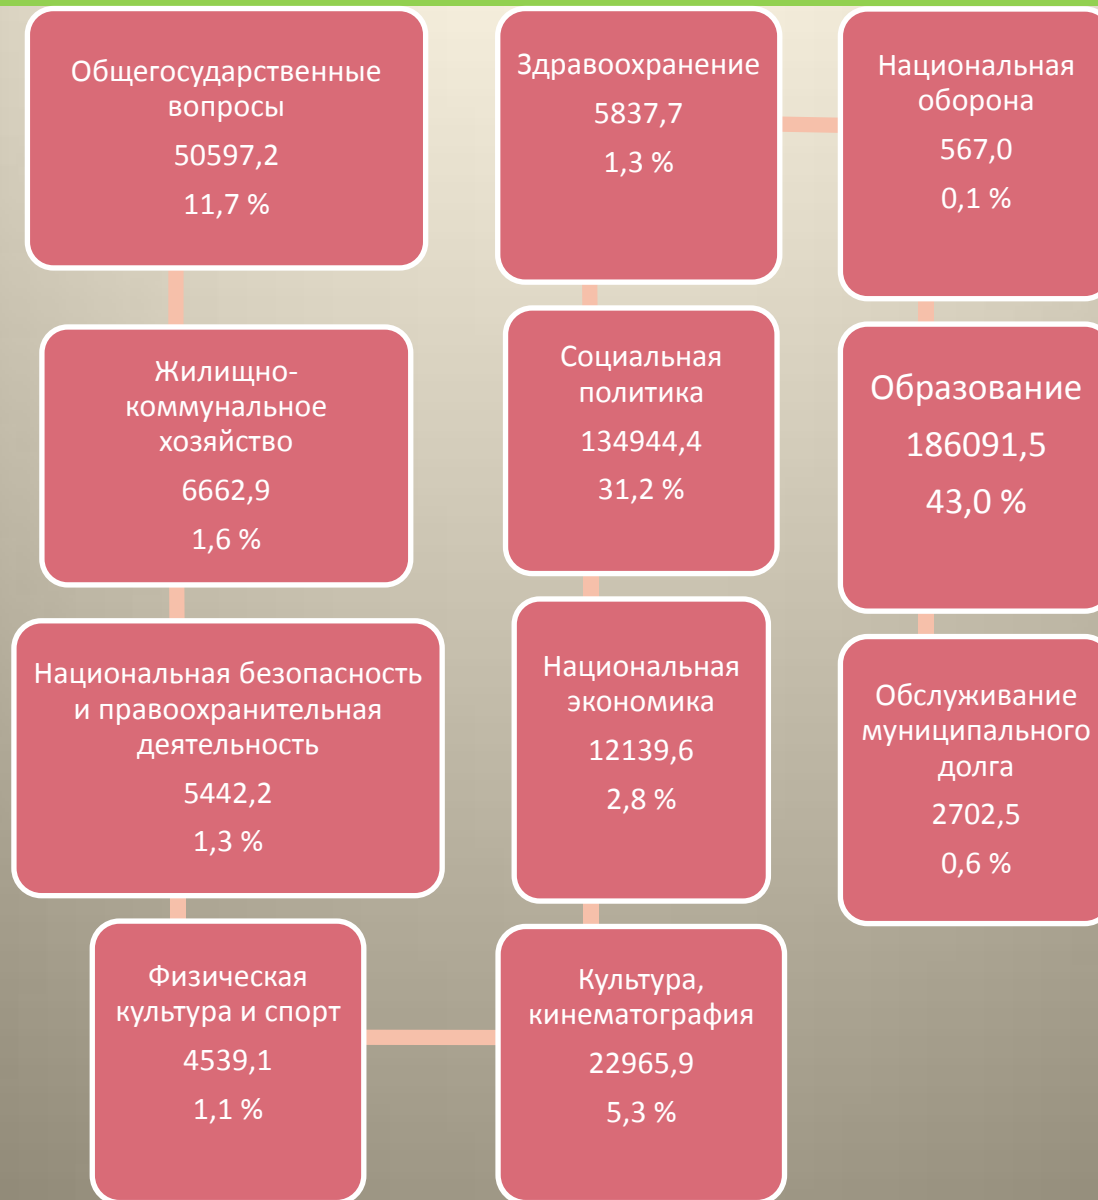 Общегосударственные
вопросы
50597,2
11,7 %
Жилищно-
коммунальное
хозяйство
6662,9
1,6 %
Национальная безопасность
и правоохранительная
деятельность
5442,2
1,3 %
Физическая
культура и спорт
4539,1
1,1 %
Культура,
кинематография
22965,9
5,3 %
Национальная
экономика
12139,6
2,8 %
Социальная
политика
134944,4
31,2 %
Здравоохранение
5837,7
1,3 %
Национальная
оборона
567,0
0,1 %
Образование
186091,5
43,0 %
Обслуживание
муниципального
долга
2702,5
0,6 %